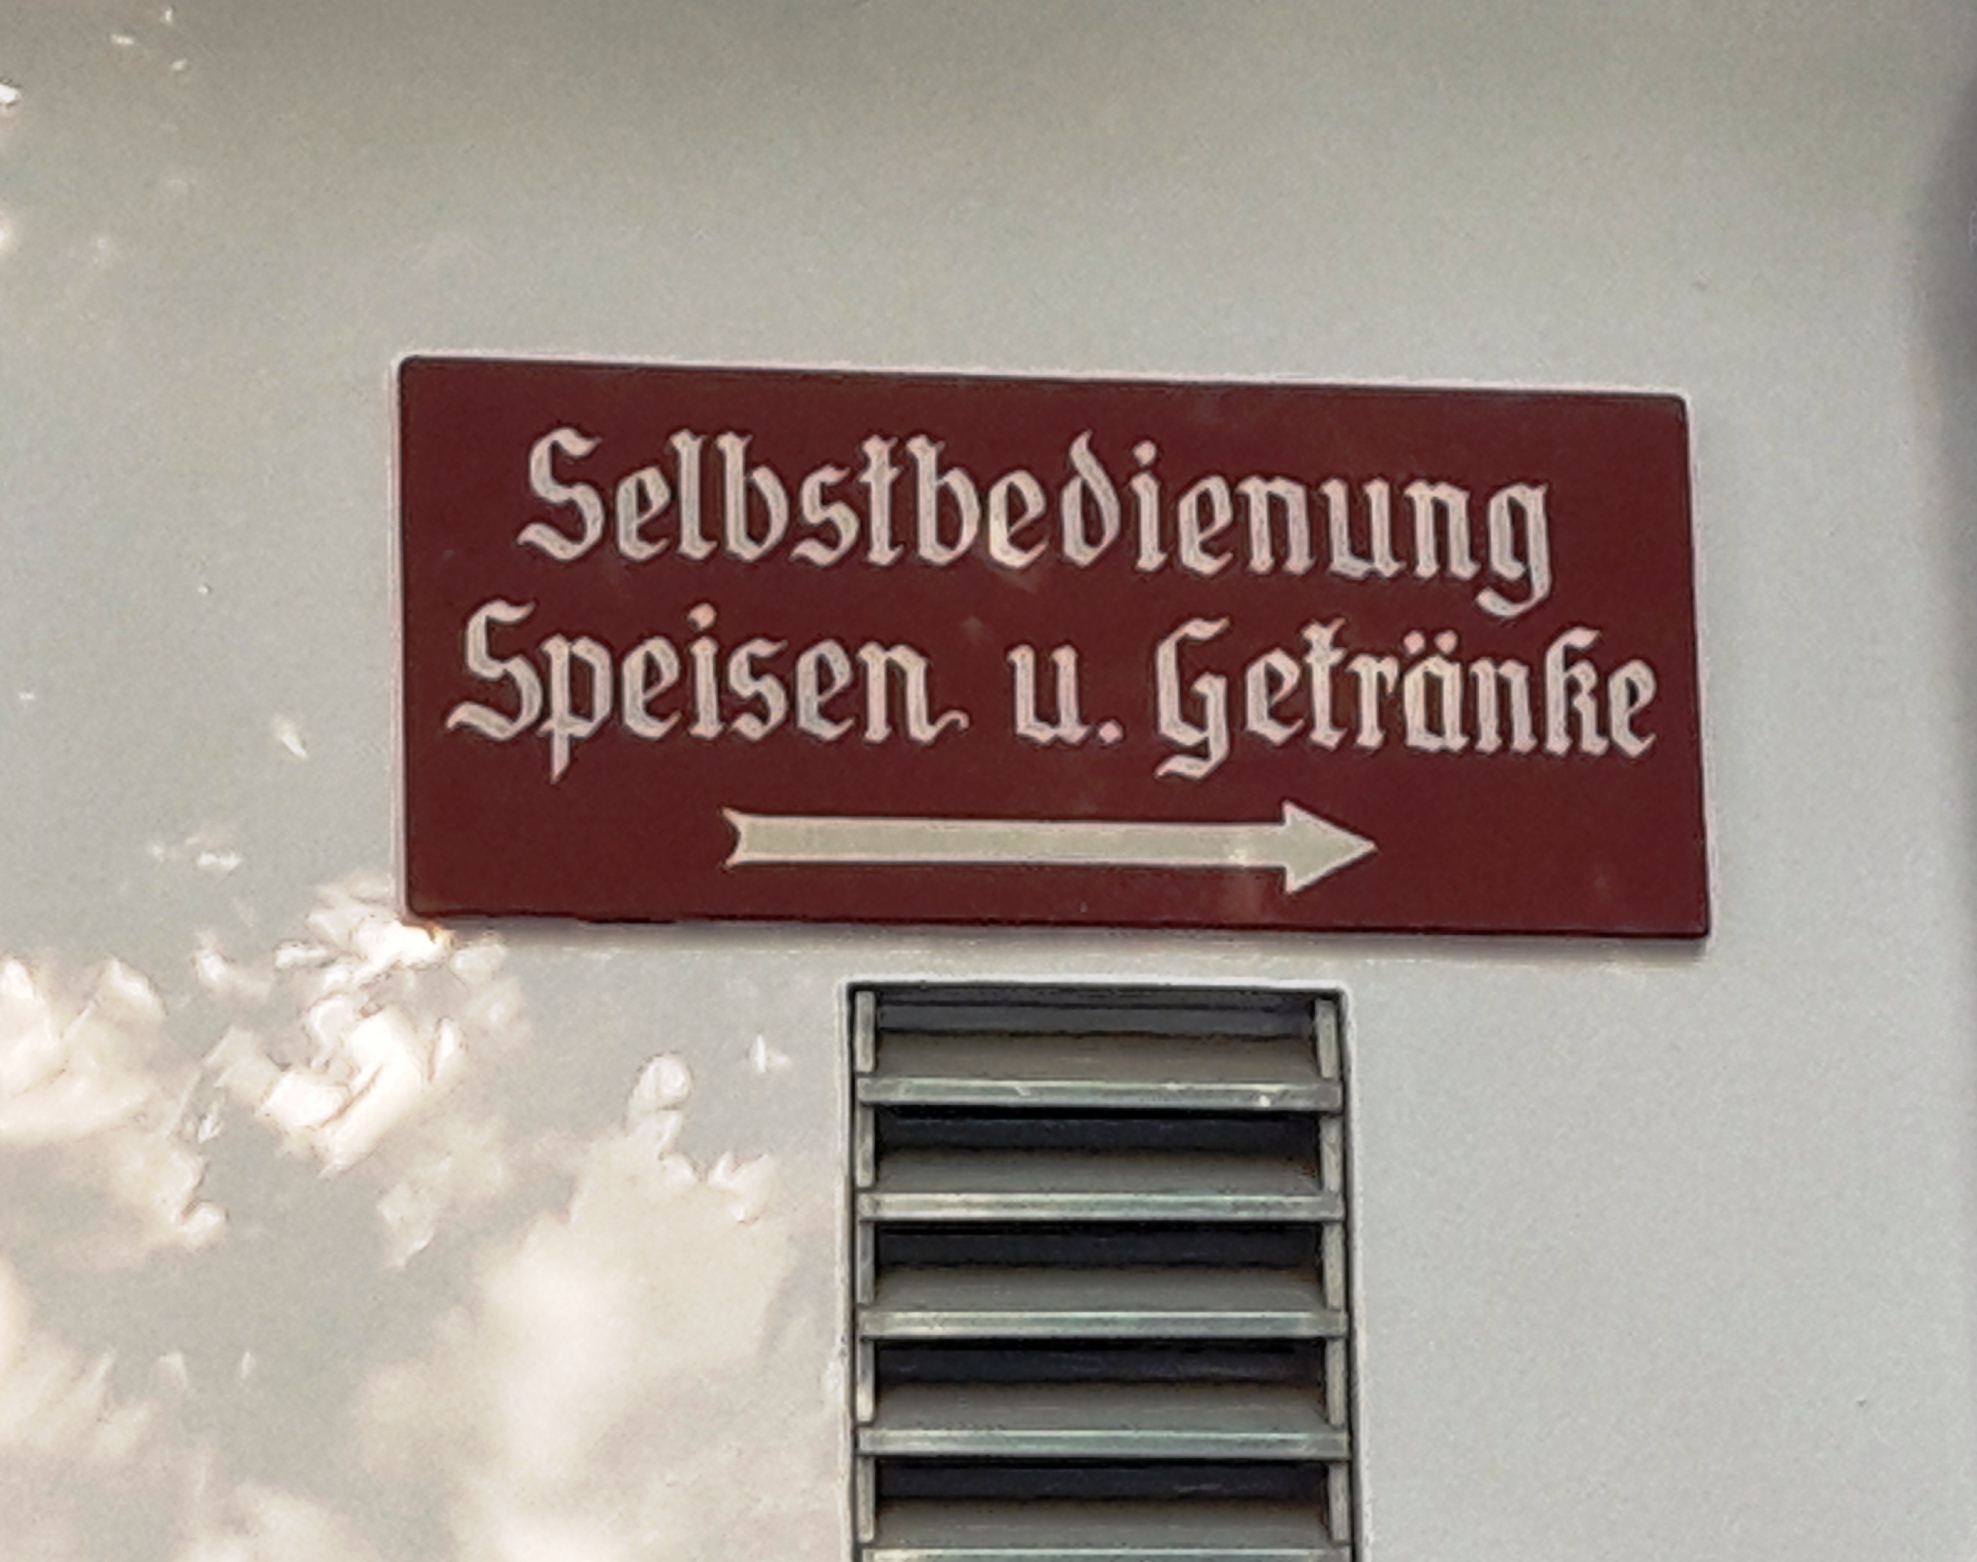 Selbstbedienung
Speisen u. Getränke